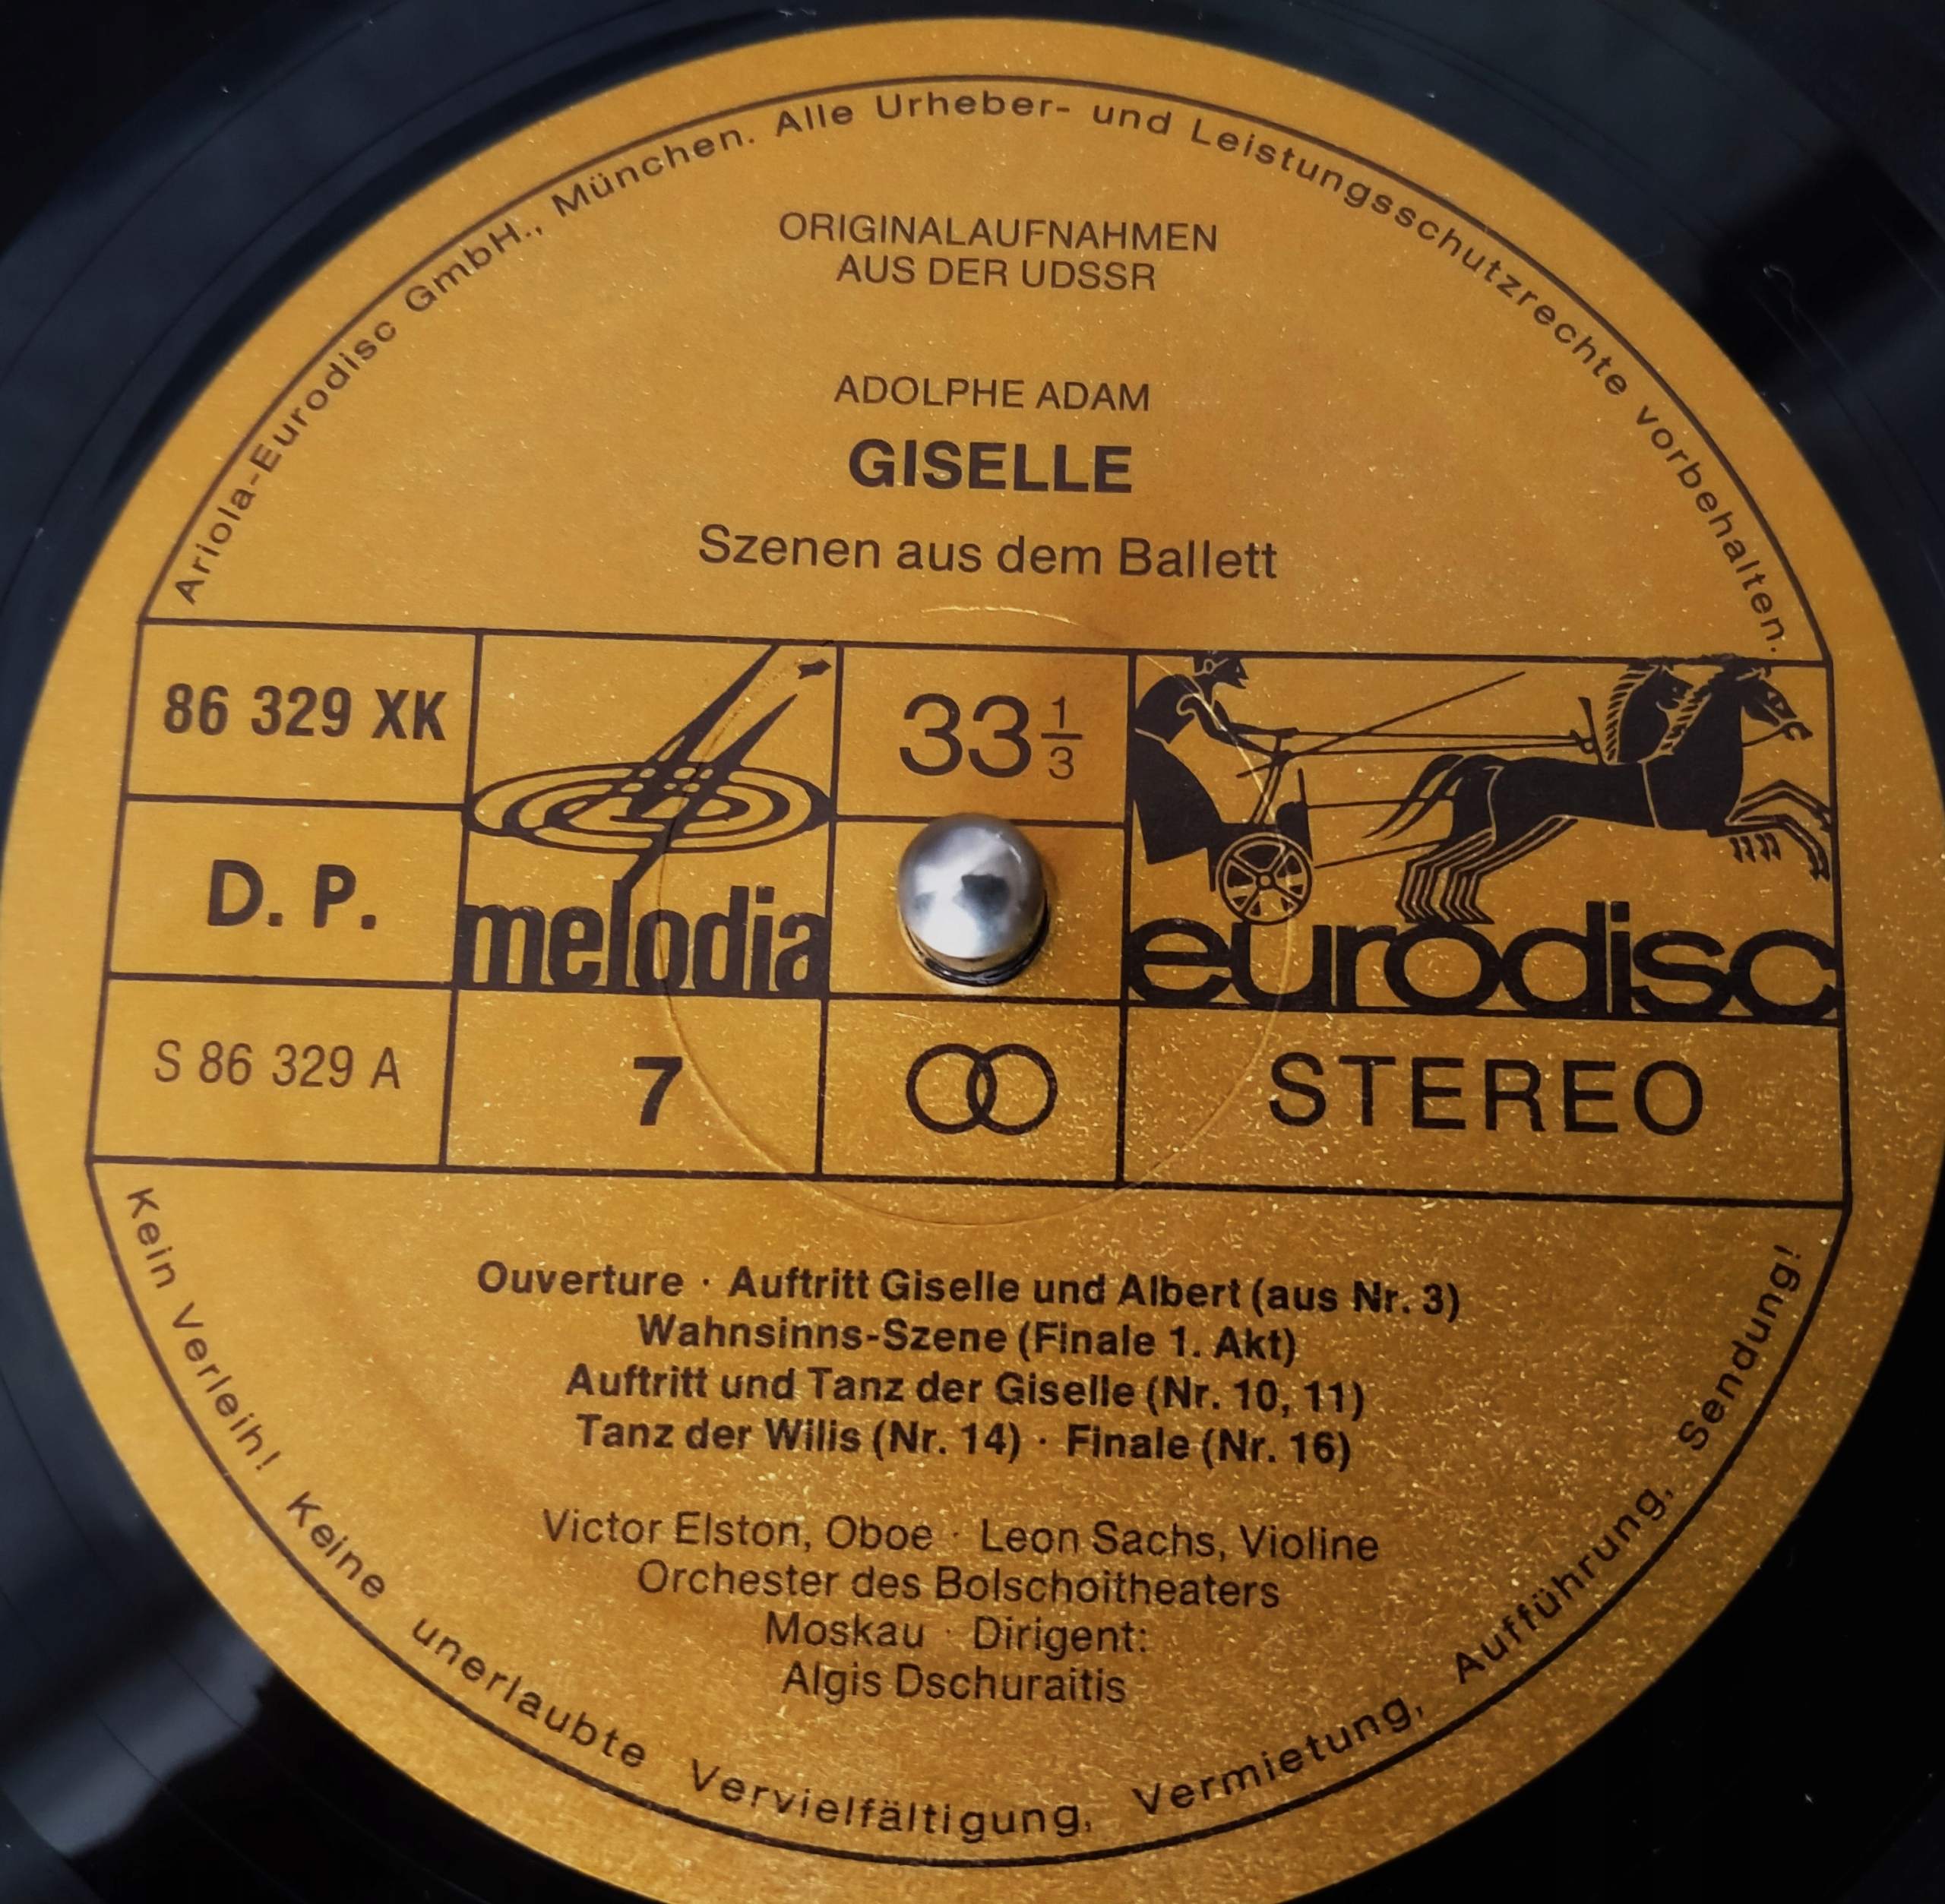 Ariola-Eurodisc GmbH., München. Alle Urheber- und Leistungsschutzrechte vorbehalten.
ORIGINALAUFNAHMEN
AUS DER UDSSR
ADOLPHE ADAM
GISELLE
Szenen aus dem Ballett
86 329 XK
33 1/3
D. P.
melodia
eurodisc
S 86 329 A
7
STEREO
Ouverture · Auftritt Giselle und Albert (aus Nr. 3)
Wahnsinns-Szene (Finale 1. Akt)
Auftritt und Tanz der Giselle (Nr. 10, 11)
Tanz der Wilis (Nr. 14) · Finale (Nr. 16)
Victor Elston, Oboe · Leon Sachs, Violine
Orchester des Bolschoitheaters
Moskau · Dirigent:
Algis Dschuraitis
Kein Verleih! Keine unerlaubte Vervielfältigung, Vermietung, Aufführung, Sendung!